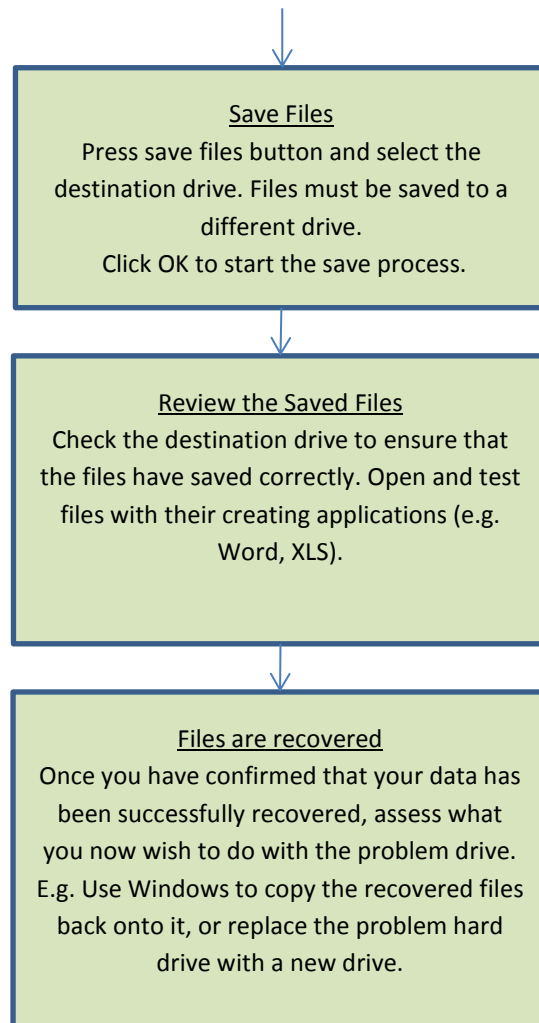 Save Files
Press save files button and select the
destination drive. Files must be saved to a
different drive.
Click OK to start the save process.
Review the Saved Files
Check the destination drive to ensure that
the files have saved correctly. Open and test
files with their creating applications (e.g.
Word, XLS).
Files are recovered
Once you have confirmed that your data has
been successfully recovered, assess what
you now wish to do with the problem drive.
E.g. Use Windows to copy the recovered files
back onto it, or replace the problem hard
drive with a new drive.